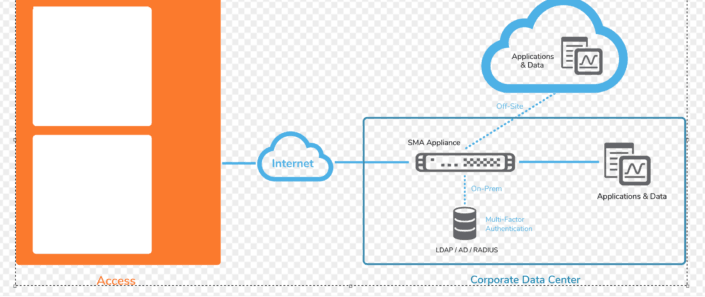 Applications
& Data
Off-Site
SMA Appliance
Internet
On-Prem
Applications & Data
Multi-Factor
Authentication
LDAP / AD / RADIUS
Access
Corporate Data Center